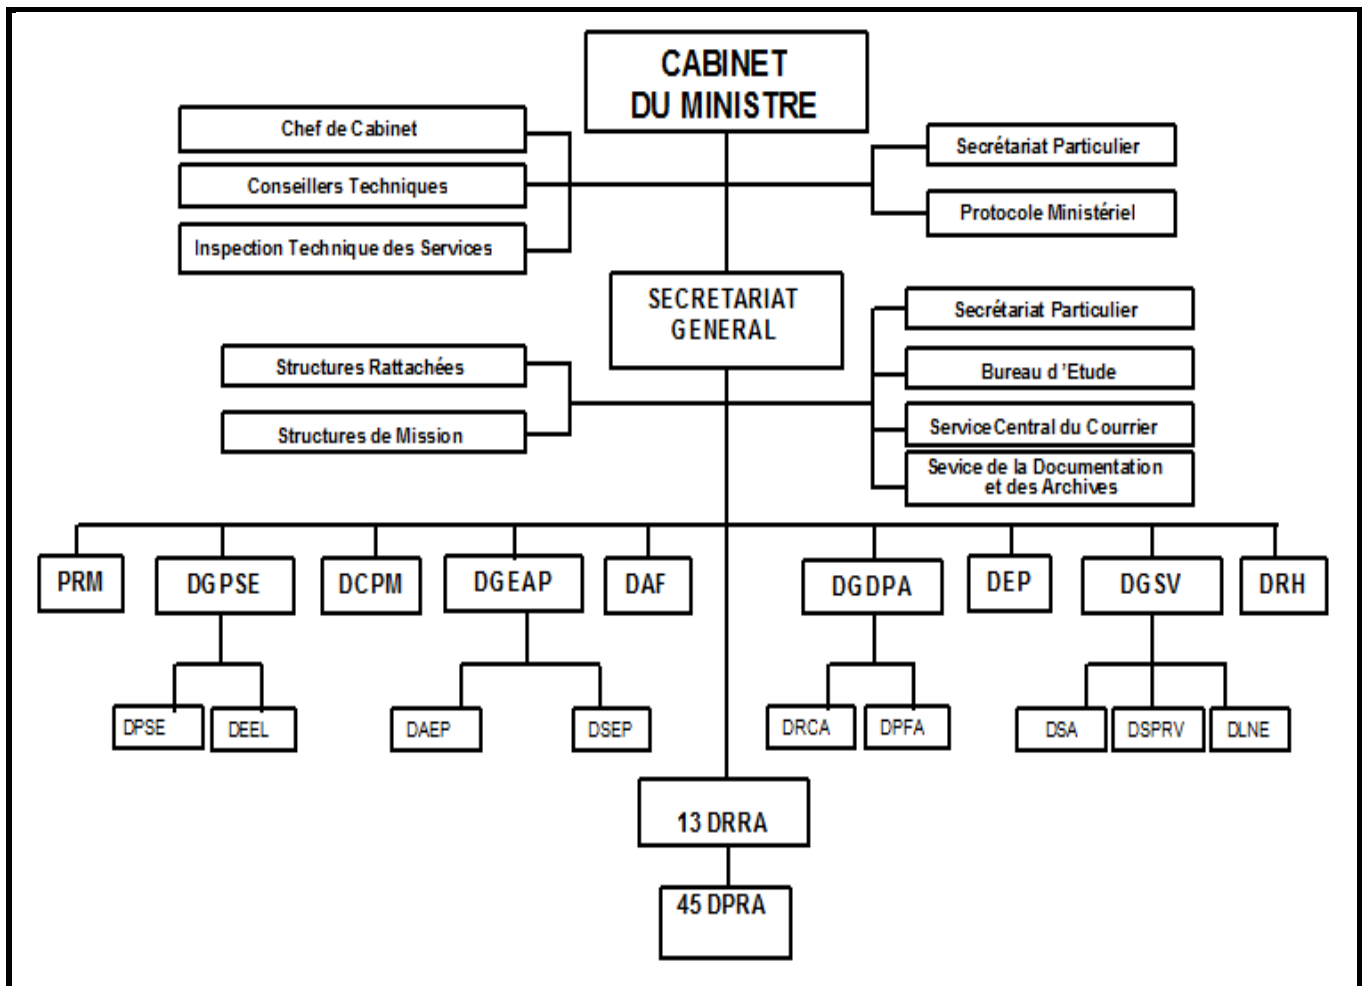 CABINET
DU MINISTRE
Chef de Cabinet
Conseillers Techniques
Inspection Technique des Services
Secrétariat Particulier
Protocole Ministériel
SECRETARIAT
GENERAL
Structures Rattachées
Structures de Mission
Secrétariat Particulier
Bureau d ’Etude
Service Central du Courrier
Sevice de la Documentation
et des Archives
PRM
DGPSE
DCPM
DGEAP
DAF
DGDPA
DEP
DGSV
DRH
DPSE
DEEL
DAEP
DSEP
DRCA
DPFA
DSA
DSPRV
DLNE
13 DRRA
45 DPRA